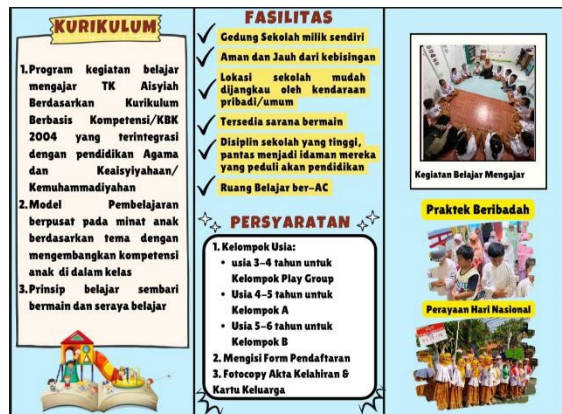 KURIKULUM
1.Program kegiatan belajar
mengajar TK Aisyiah
Berdasarkan Kurikulum
Berbasis Kompetensi/KBK
2004 yang terintegrasi
dengan pendidikan Agama
dan Keaisyiyahaan/
Kemuhammadiyahan
2.Model Pembelajaran
berpusat pada minat anak
berdasarkan tema dengan
mengembangkan kompetensi
anak di dalam kelas
3.Prinsip belajar sembari
bermain dan seraya belajar
FASILITAS
Gedung Sekolah milik sendiri
Aman dan Jauh dari kebisingan
Lokasi sekolah mudah
dijangkau oleh kendaraan
pribadi/umum
Tersedia sarana bermain
Disiplin sekolah yang tinggi,
pantas menjadi idaman mereka
yang peduli akan pendidikan
Ruang Belajar ber-AC
PERSYARATAN
1. Kelompok Usia:
• usia 3-4 tahun untuk
Kelompok Play Group
• Usia 4-5 tahun untuk
Kelompok A
• Usia 5-6 tahun untuk
Kelompok B
2. Mengisi Form Pendaftaran
3. Fotocopy Akta Kelahiran &
Kartu Keluarga
Kegiatan Belajar Mengajar
Praktek Beribadah
Perayaan Hari Nasional